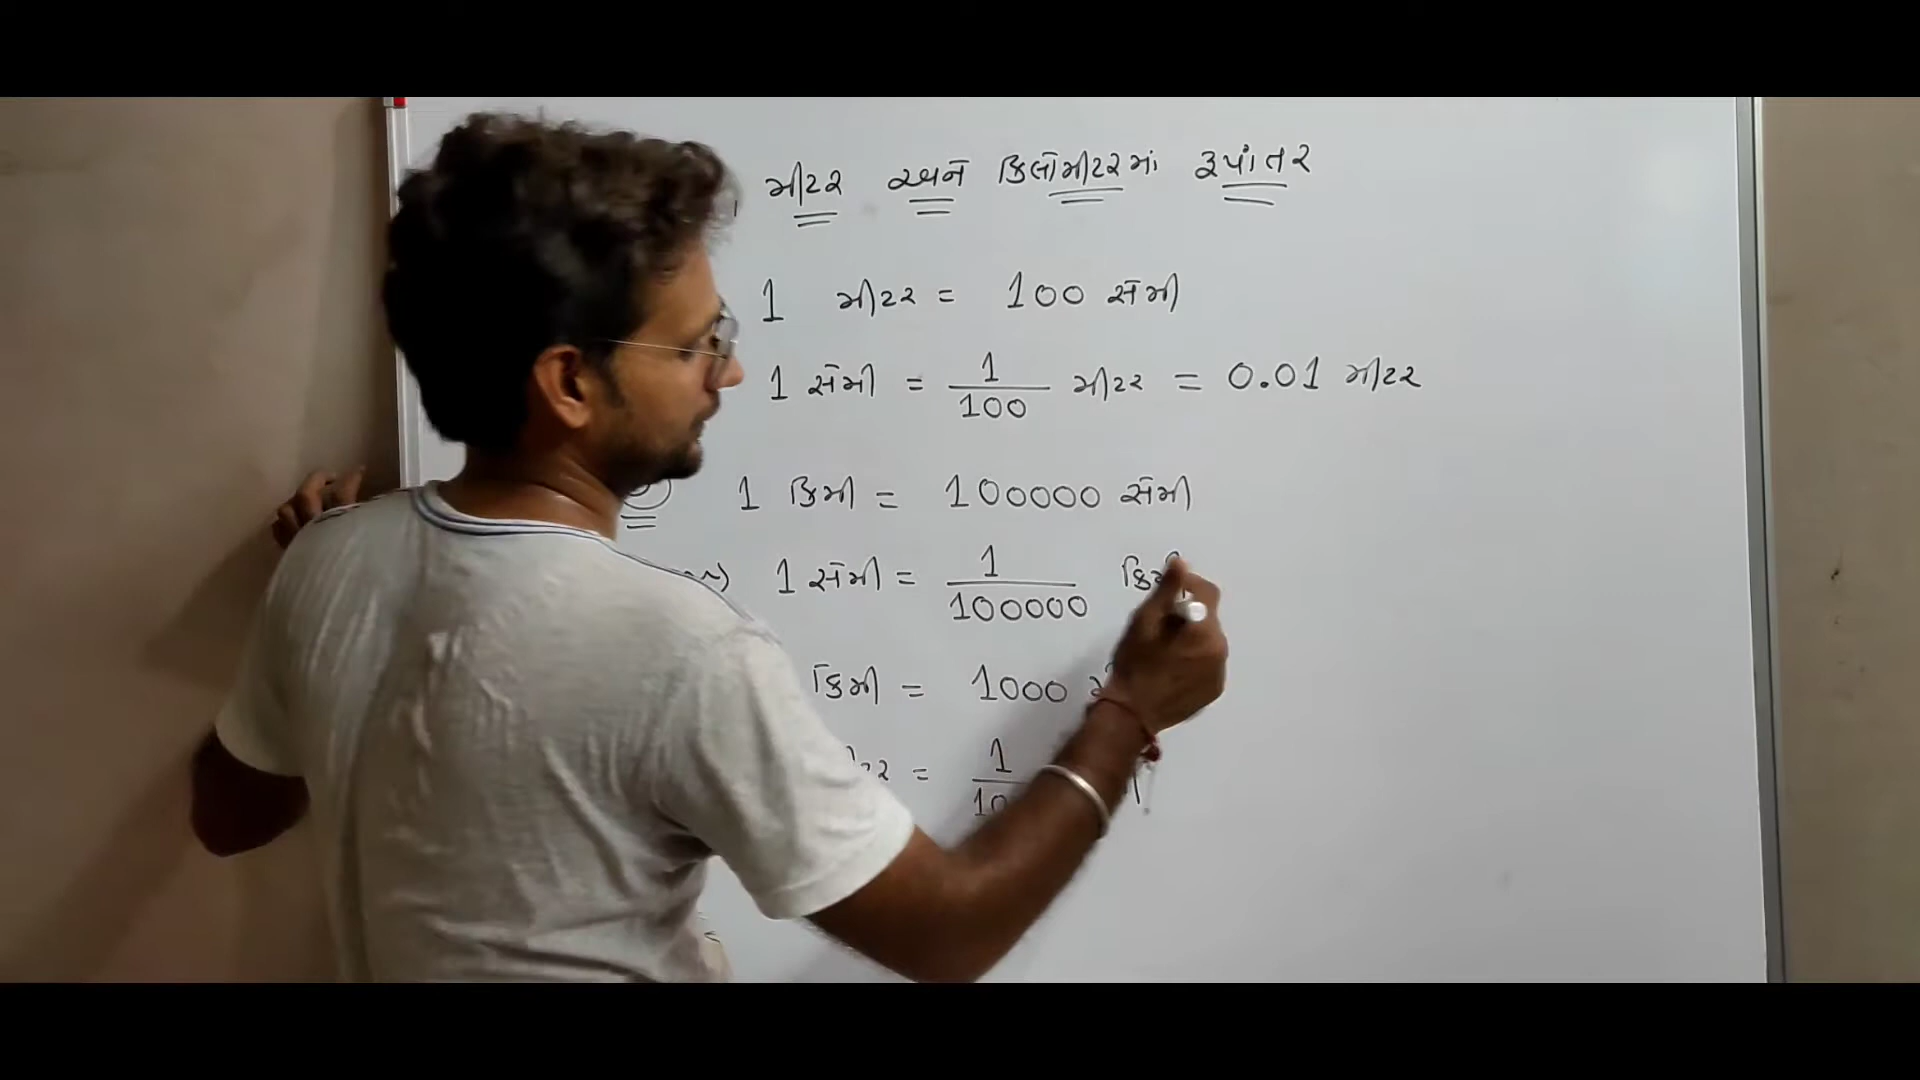 મીટર અને કિલોમીટરમાં રૂપાંતર
1 મીટર = 100 સેમી
1 સેમી = 1/100 મીટર = 0.01 મીટર
1 કિમી = 100000 સેમી
1 સેમી = 1/100000
કિમી = 1000
=